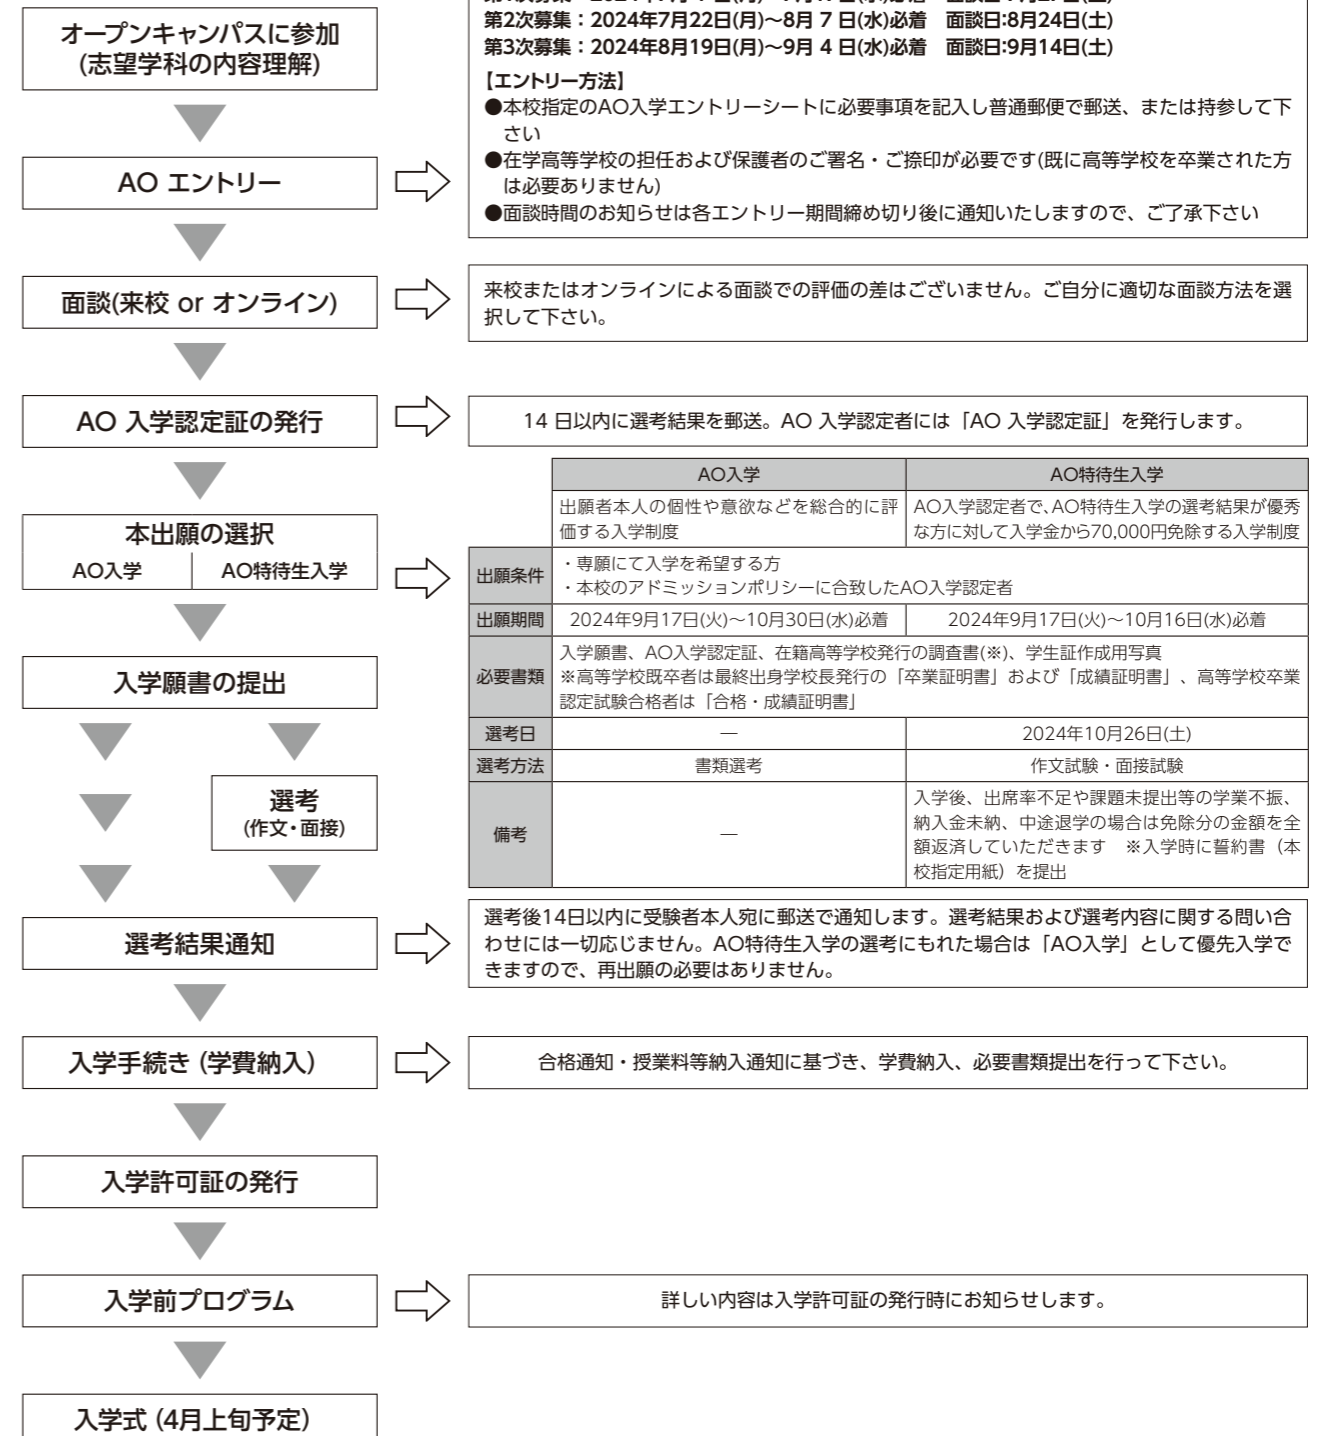 オープンキャンパスに参加
(志望学科の内容理解)
AO エントリー
面談(来校 or オンライン)
AO 入学認定証の発行
本出願の選択
AO入学 AO特待生入学
入学願書の提出
選考
(作文・面接)
選考結果通知
入学手続き (学費納入)
入学許可証の発行
入学前プログラム
入学式 (4月上旬予定)
第2次募集：2024年7月22日(月)〜8月 7 日(水)必着　面談日:8月24日(土)
第3次募集：2024年8月19日(月)〜9月 4 日(水)必着　面談日:9月14日(土)
【エントリー方法】
●本校指定のAO入学エントリーシートに必要事項を記入し普通郵便で郵送、または持参して下
さい
●在学高等学校の担任および保護者のご署名・ご捺印が必要です(既に高等学校を卒業された方
は必要ありません)
●面談時間のお知らせは各エントリー期間締め切り後に通知いたしますので、ご了承下さい
来校またはオンラインによる面談での評価の差はございません。ご自分に適切な面談方法を選
択して下さい。
14 日以内に選考結果を郵送。AO 入学認定者には「AO 入学認定証」を発行します。
AO入学 AO特待生入学
出願者本人の個性や意欲などを総合的に評
価する入学制度
AO入学認定者で、AO特待生入学の選考結果が優秀
な方に対して入学金から70,000円免除する入学制度
出願条件
・専願にて入学を希望する方
・本校のアドミッションポリシーに合致したAO入学認定者
出願期間 2024年9月17日(火)〜10月30日(水)必着 2024年9月17日(火)〜10月16日(水)必着
必要書類
入学願書、AO入学認定証、在籍高等学校発行の調査書(※)、学生証作成用写真
※高等学校既卒者は最終出身学校長発行の「卒業証明書」および「成績証明書」、高等学校卒業
認定試験合格者は「合格・成績証明書」
選考日 — 2024年10月26日(土)
選考方法 書類選考 作文試験・面接試験
備考 —
入学後、出席率不足や課題未提出等の学業不振、
納入金未納、中途退学の場合は免除分の金額を全
額返済していただきます　※入学時に誓約書（本
校指定用紙）を提出
選考後14日以内に受験者本人宛に郵送で通知します。選考結果および選考内容に関する問い合
わせには一切応じません。AO特待生入学の選考にもれた場合は「AO入学」として優先入学で
きますので、再出願の必要はありません。
合格通知・授業料等納入通知に基づき、学費納入、必要書類提出を行って下さい。
詳しい内容は入学許可証の発行時にお知らせします。